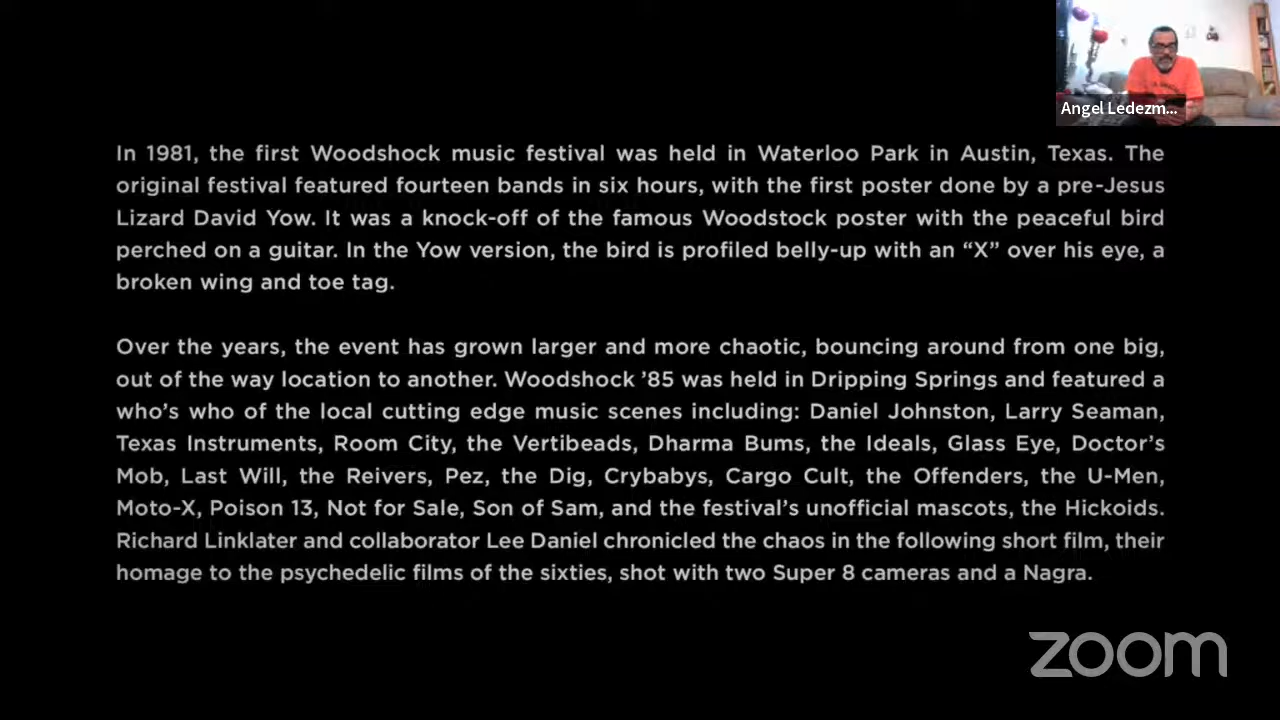 Angel Ledezm...
In 1981, the first Woodshock music festival was held in Waterloo Park in Austin, Texas. The
original festival featured fourteen bands in six hours, with the first poster done by a pre-Jesus
Lizard David Yow. It was a knock-off of the famous Woodstock poster with the peaceful bird
perched on a guitar. In the Yow version, the bird is profiled belly-up with an “X” over his eye, a
broken wing and toe tag.
Over the years, the event has grown larger and more chaotic, bouncing around from one big,
out of the way location to another. Woodshock ’85 was held in Dripping Springs and featured a
who’s who of the local cutting edge music scenes including: Daniel Johnston, Larry Seaman,
Texas Instruments, Room City, the Vertibeads, Dharma Bums, the Ideals, Glass Eye, Doctor’s
Mob, Last Will, the Reivers, Pez, the Dig, Crybabys, Cargo Cult, the Offenders, the U-Men,
Moto-X, Poison 13, Not for Sale, Son of Sam, and the festival’s unofficial mascots, the Hickoids.
Richard Linklater and collaborator Lee Daniel chronicled the chaos in the following short film, their
homage to the psychedelic films of the sixties, shot with two Super 8 cameras and a Nagra.
zoom